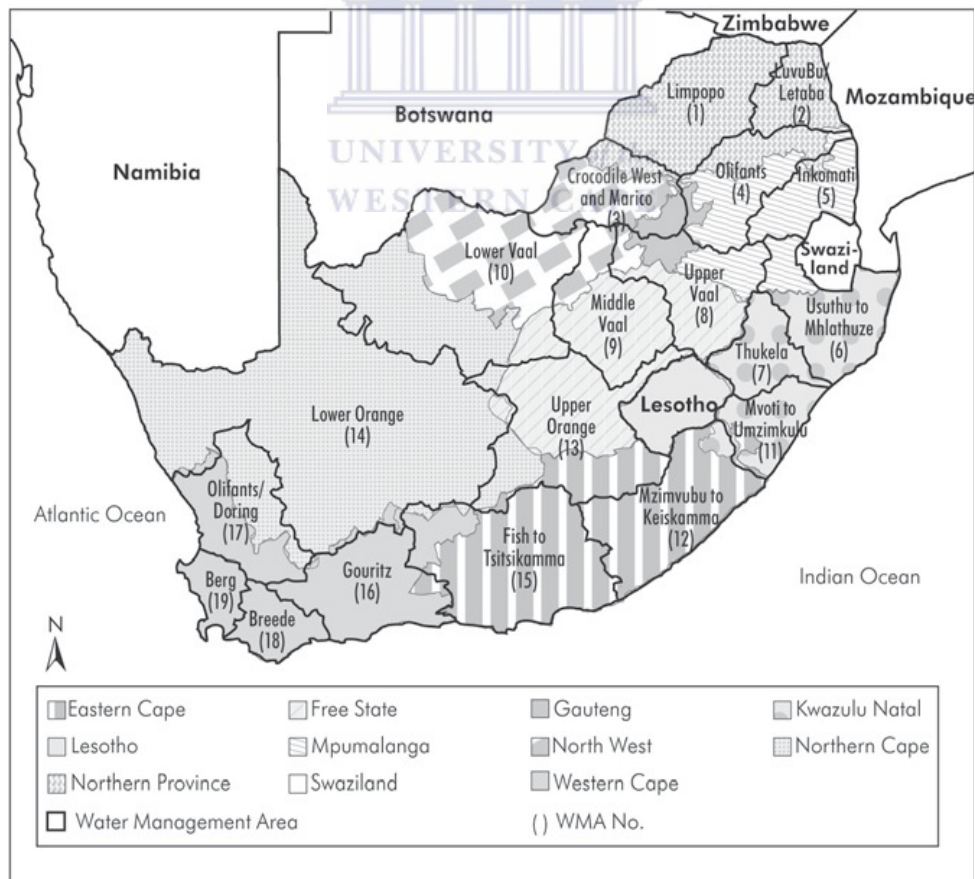 Zimbabwe
LuvuBu/
Letaba
(2)
Limpopo
(1)
Mozambique
Botswana
UNIVERSITY of the
WESTERN CAPE
Namibia
Crocodile West
and Marico
(3)
Olifants
(4)
Inkomati
(5)
Swazi-
land
Lower Vaal
(10)
Upper
Vaal
(8)
Middle
Vaal
(9)
Usuthu to
Mhlathuze
(6)
Thukela
(7)
Lesotho
Mvoti to
Umzimkulu
(11)
Lower Orange
(14)
Upper
Orange
(13)
Mzimvubu to
Keiskamma
(12)
Atlantic Ocean
Olifants/
Doring
(17)
Fish to
Tsitsikamma
(15)
Gouritz
(16)
Berg
(19)
Breede
(18)
Indian Ocean
N
Eastern Cape
Free State
Gauteng
Kwazulu Natal
Lesotho
Mpumalanga
North West
Northern Cape
Northern Province
Swaziland
Western Cape
Water Management Area
( ) WMA No.